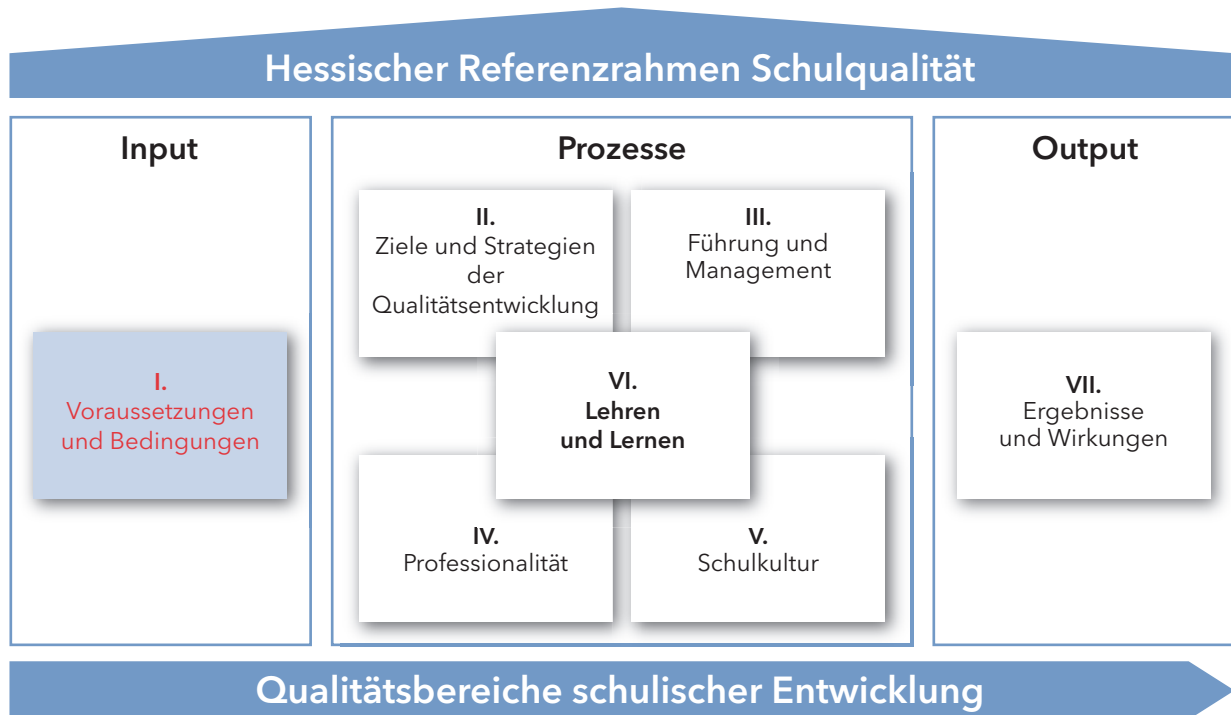 Hessischer Referenzrahmen Schulqualität
Input
Prozesse
Output
I.
Voraussetzungen
und Bedingungen
II.
Ziele und Strategien
der
Qualitätsentwicklung
III.
Führung und
Management
VI.
Lehren
und Lernen
IV.
Professionalität
V.
Schulkultur
VII.
Ergebnisse
und Wirkungen
Qualitätsbereiche schulischer Entwicklung